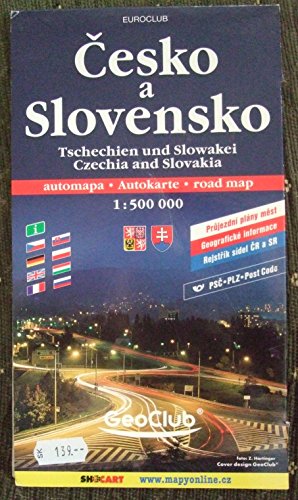 EUROCLUB
Česko
a
Slovensko
Tschechien und Slowakei
Czechia and Slovakia
automapa • Autokarte • road map
1:500 000
i
Průjezdní plány měst
Geografické informace
Rejstřík sídel ČR a SR
PSČ • PLZ • Post Code
GeoClub®
SK 139.--
foto: Z. Hartinger
Cover design GeoClub®
SHOCART
www.mapyonline.cz